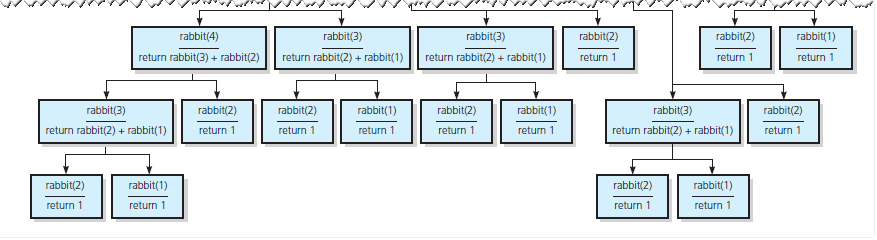 rabbit(4)
return rabbit(3) + rabbit(2)
rabbit(3)
return rabbit(2) + rabbit(1)
rabbit(3)
return rabbit(2) + rabbit(1)
rabbit(2)
return 1
rabbit(2)
return 1
rabbit(1)
return 1
rabbit(3)
return rabbit(2) + rabbit(1)
rabbit(2)
return 1
rabbit(2)
return 1
rabbit(1)
return 1
rabbit(2)
return 1
rabbit(1)
return 1
rabbit(3)
return rabbit(2) + rabbit(1)
rabbit(2)
return 1
rabbit(2)
return 1
rabbit(1)
return 1
rabbit(2)
return 1
rabbit(1)
return 1